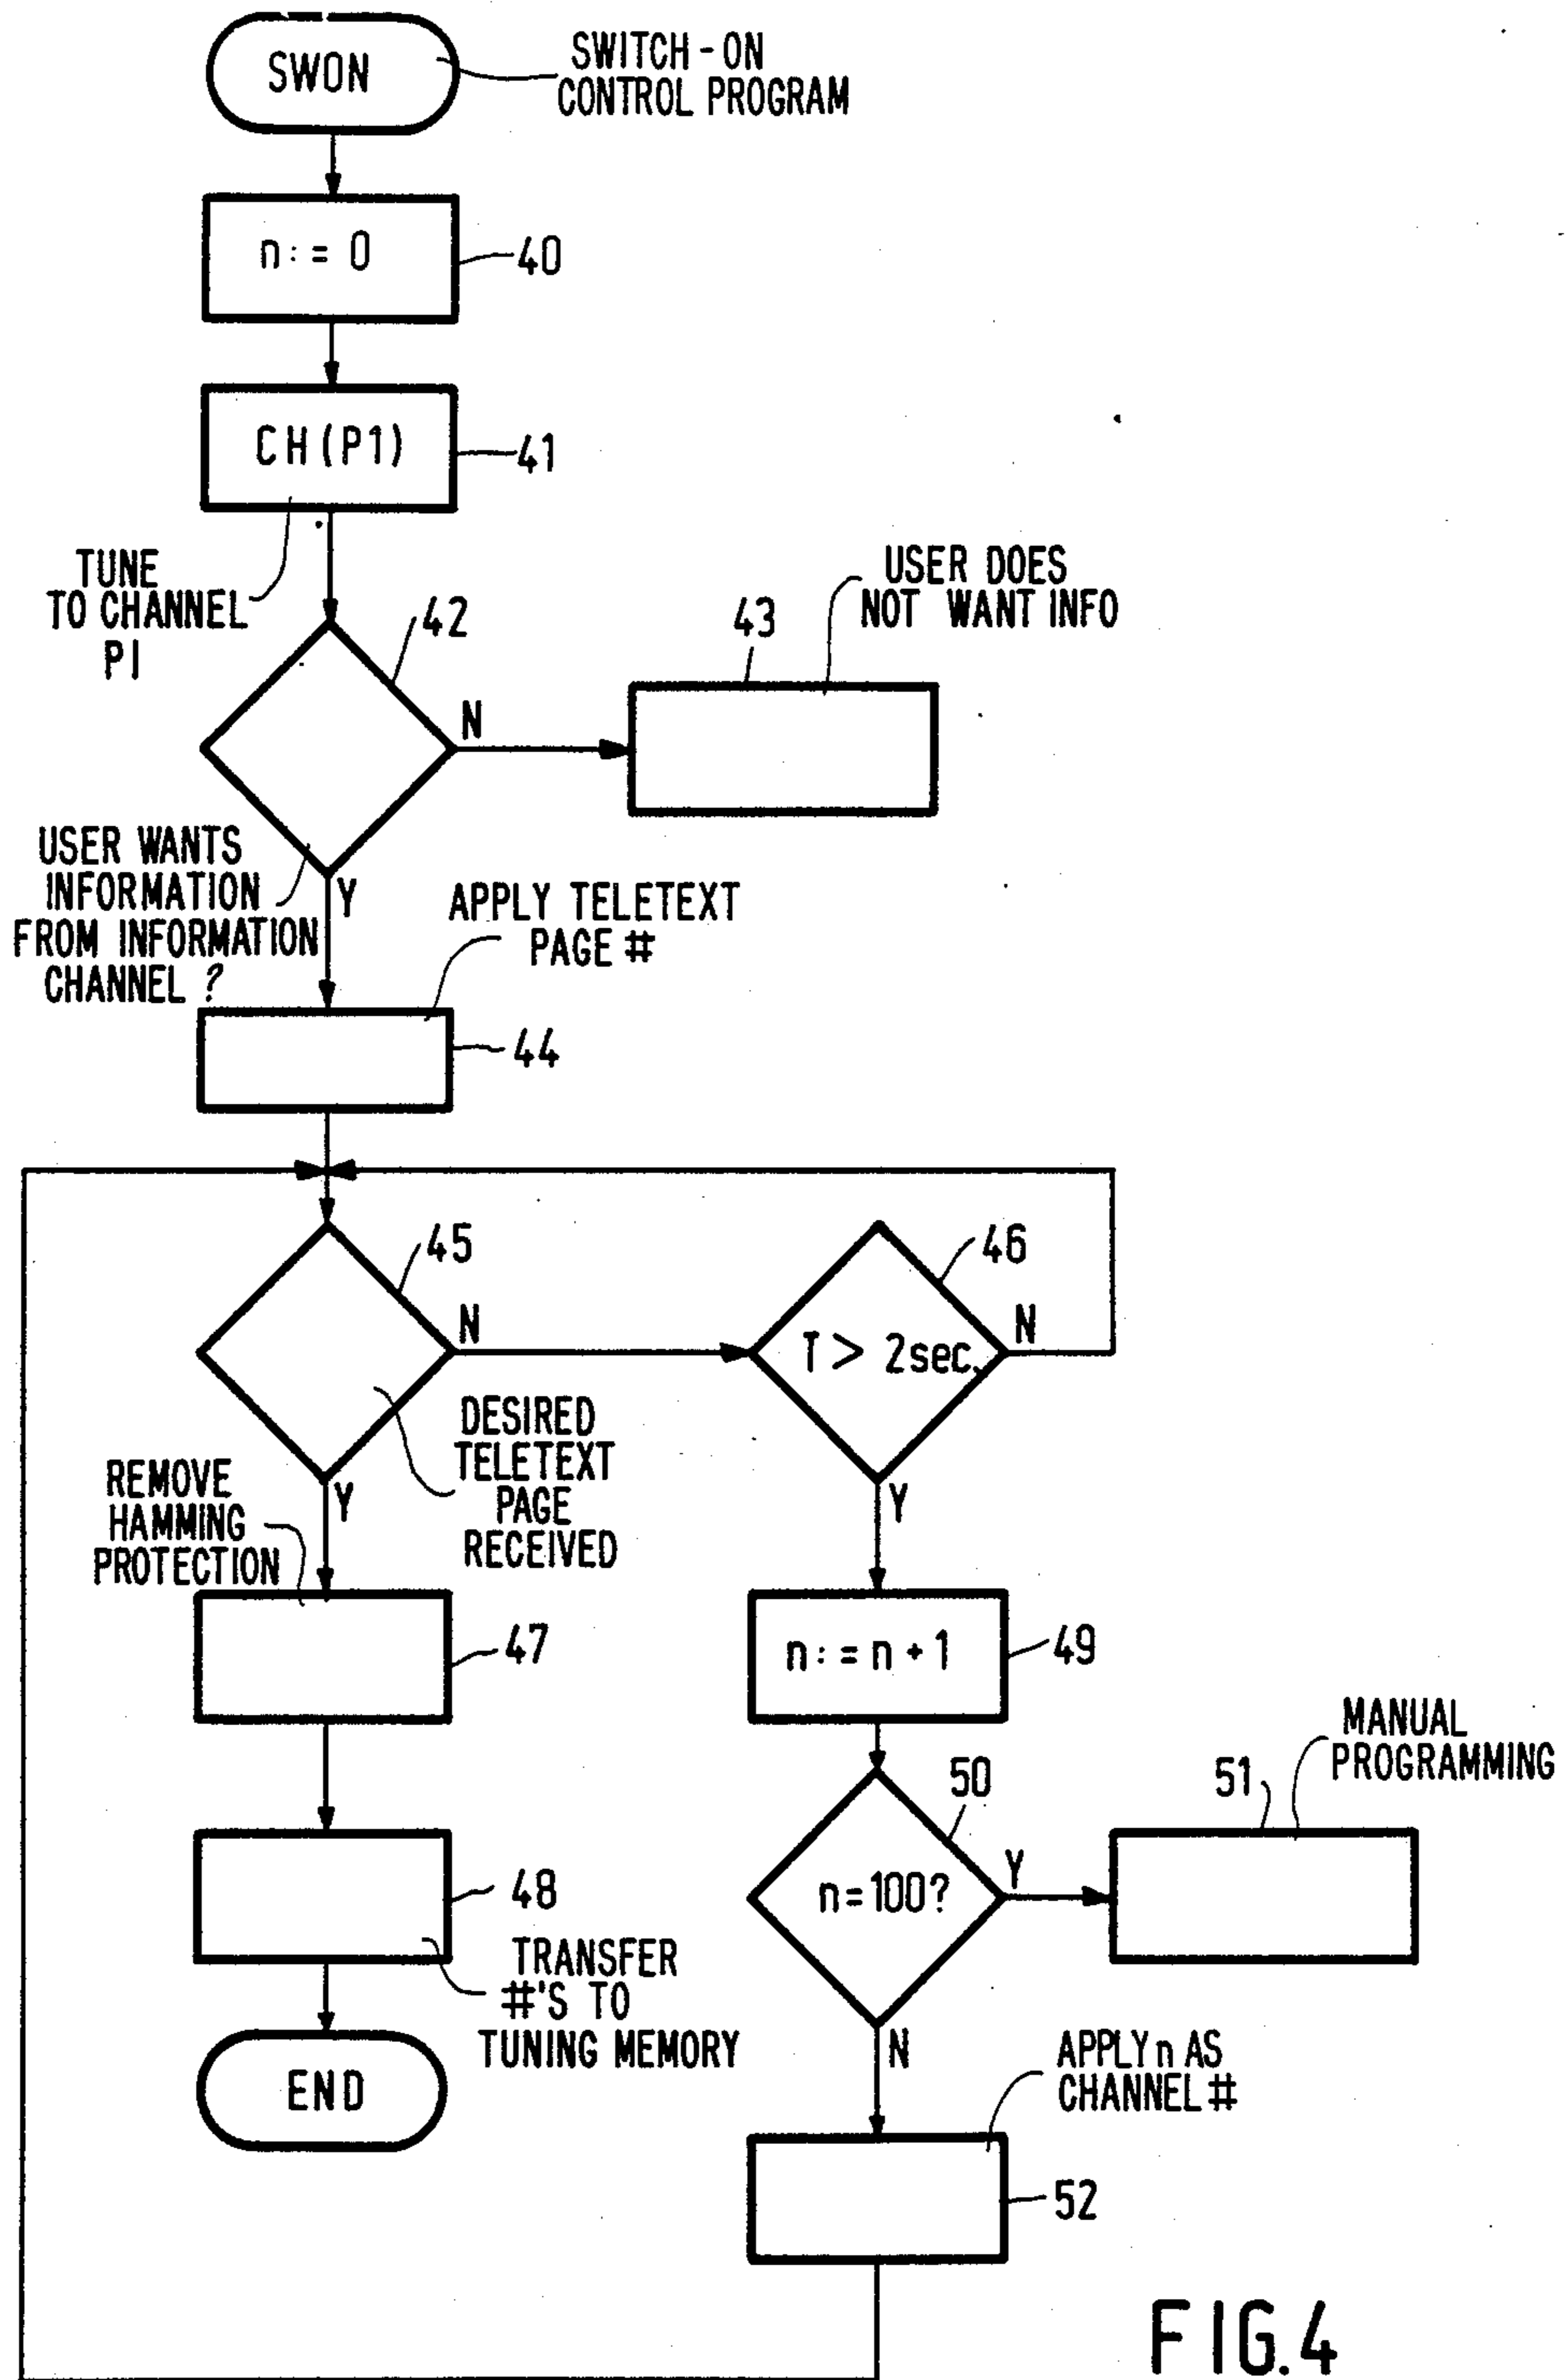 SWON
SWITCH-ON
CONTROL PROGRAM
n:= 0
40
CH(P1)
41
TUNE
TO CHANNEL
P1
42
N
43
USER DOES
NOT WANT INFO
USER WANTS
INFORMATION
FROM INFORMATION
CHANNEL ?
Y
APPLY TELETEXT
PAGE #
44
45
N
46
T > 2sec.
N
DESIRED
TELETEXT
PAGE
RECEIVED
Y
REMOVE
HAMMING
PROTECTION
Y
47
n:= n + 1
49
50
n=100?
Y
51
MANUAL
PROGRAMMING
48
TRANSFER
#'S TO
TUNING MEMORY
END
N
APPLY n AS
CHANNEL #
52
FIG.4